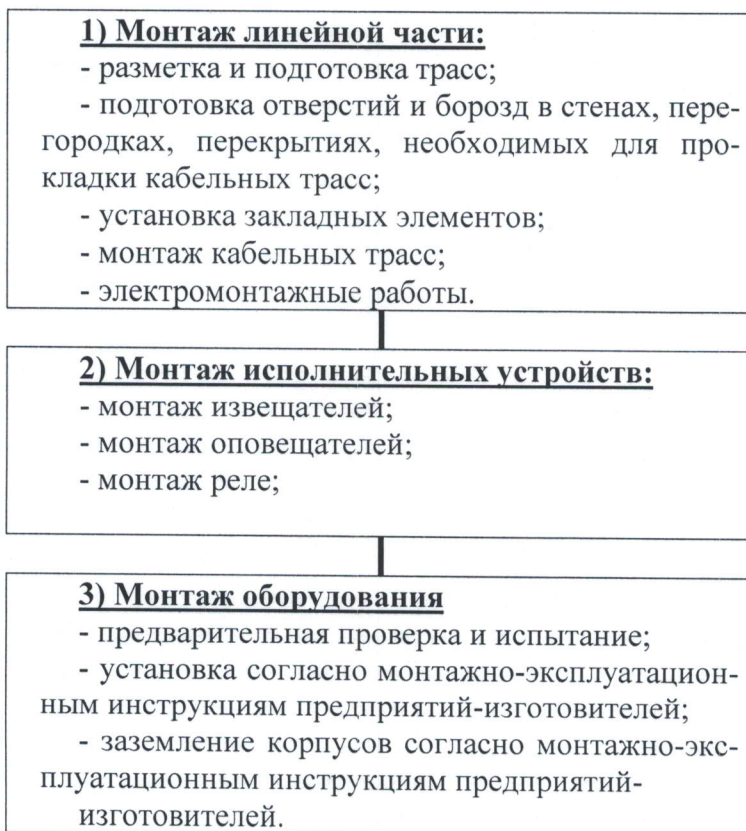 1) Монтаж линейной части:
- разметка и подготовка трасс;
- подготовка отверстий и борозд в стенах, пере-
городках, перекрытиях, необходимых для про-
кладки кабельных трасс;
- установка закладных элементов;
- монтаж кабельных трасс;
- электромонтажные работы.
2) Монтаж исполнительных устройств:
- монтаж извещателей;
- монтаж оповещателей;
- монтаж реле;
3) Монтаж оборудования
- предварительная проверка и испытание;
- установка согласно монтажно-эксплуатацион-
ным инструкциям предприятий-изготовителей;
- заземление корпусов согласно монтажно-экс-
плуатационным инструкциям предприятий-
изготовителей.